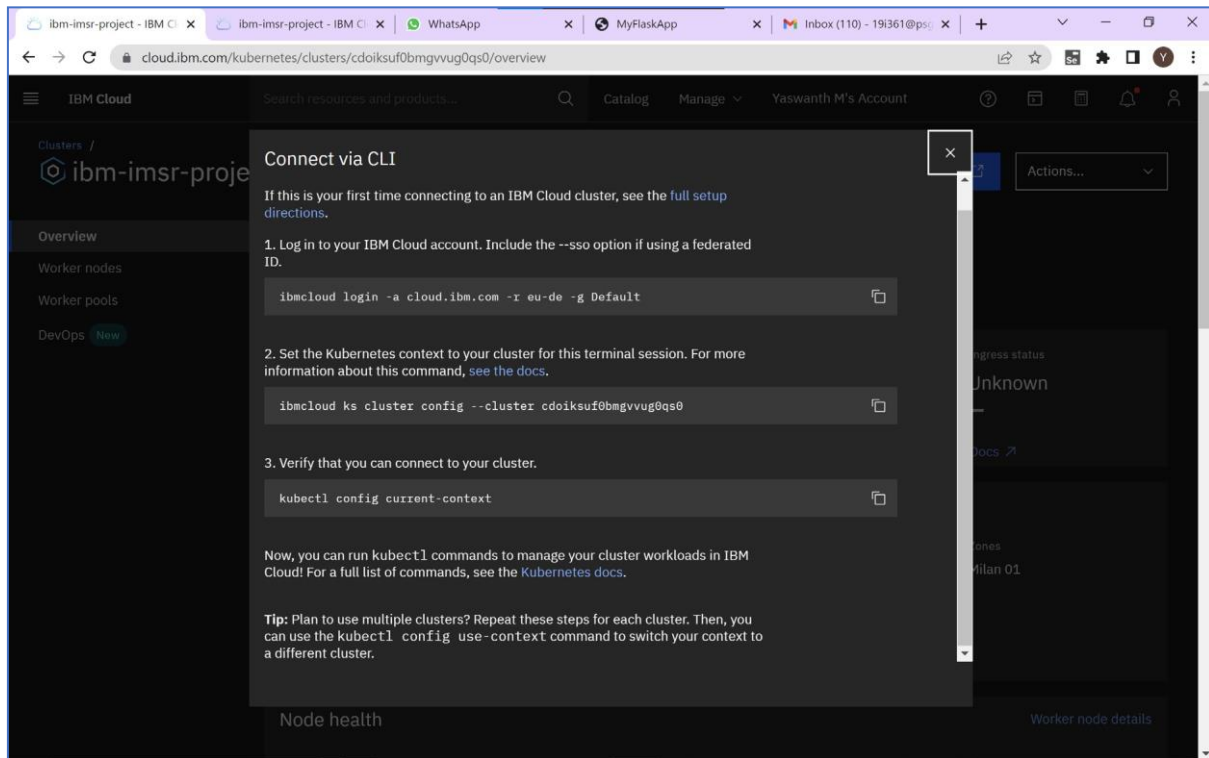 ibm-imsr-project - IBM Cl
ibm-imsr-project - IBM Cl
WhatsApp
MyFlaskApp
Inbox (110) - 19i361@psg
cloud.ibm.com/kubernetes/clusters/cdoiksuf0bmgvvug0qs0/overview
Se
Y
IBM Cloud
Search resources and products...
Catalog
Manage
Yaswanth M's Account
Clusters /
ibm-imsr-proje
Actions...
Overview
Worker nodes
Worker pools
DevOps New
Connect via CLI
If this is your first time connecting to an IBM Cloud cluster, see the full setup
directions.
1. Log in to your IBM Cloud account. Include the --sso option if using a federated
ID.
ibmcloud login -a cloud.ibm.com -r eu-de -g Default
2. Set the Kubernetes context to your cluster for this terminal session. For more
information about this command, see the docs.
ibmcloud ks cluster config --cluster cdoiksuf0bmgvvug0qs0
3. Verify that you can connect to your cluster.
kubectl config current-context
Now, you can run kubectl commands to manage your cluster workloads in IBM
Cloud! For a full list of commands, see the Kubernetes docs.
Tip: Plan to use multiple clusters? Repeat these steps for each cluster. Then, you
can use the kubectl config use-context command to switch your context to
a different cluster.
ngress status
Unknown
Docs
Zones
Milan 01
Node health
Worker node details